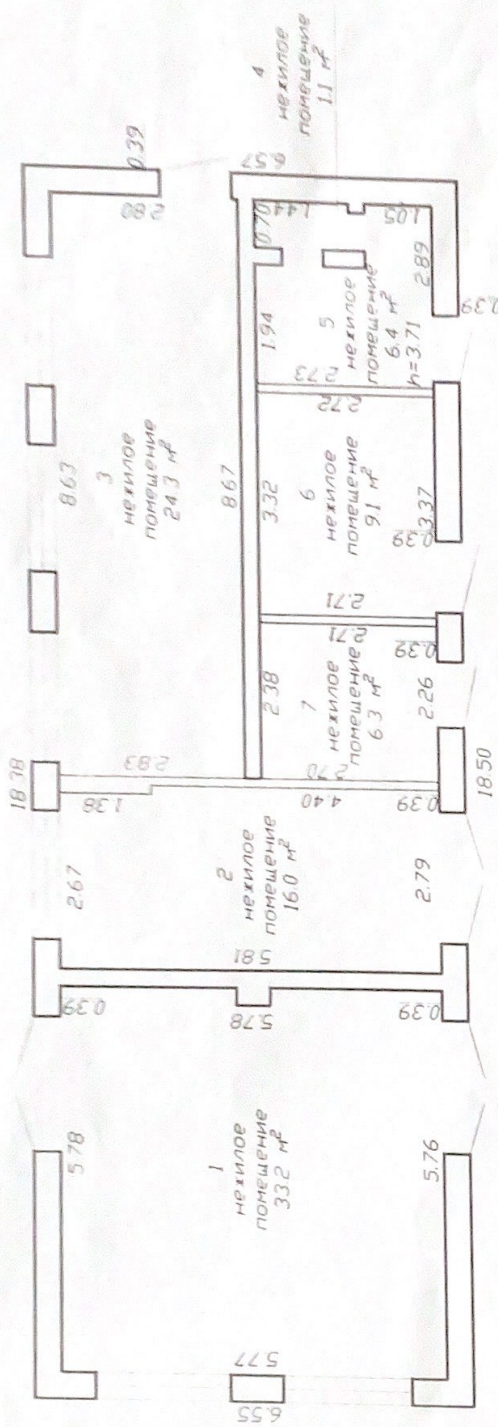 1
нежилое
помещение
33.2 м²
5.78
5.76
5.77
6.55
5.78
0.39
0.39
2
нежилое
помещение
16.0 м²
2.67
2.79
5.81
1.38
4.40
0.39
18.38
18.50
3
нежилое
помещение
24.3 м²
8.63
8.67
2.83
2.80
0.39
6.57
4
нежилое
помещение
1.1 м²
0.70
1.44
1.05
5
нежилое
помещение
6.4 м²
h=3.71
1.94
2.73
2.89
0.39
6
нежилое
помещение
9.1 м²
3.32
2.72
2.71
3.37
0.39
7
нежилое
помещение
6.3 м²
2.38
2.71
2.70
2.26
0.39